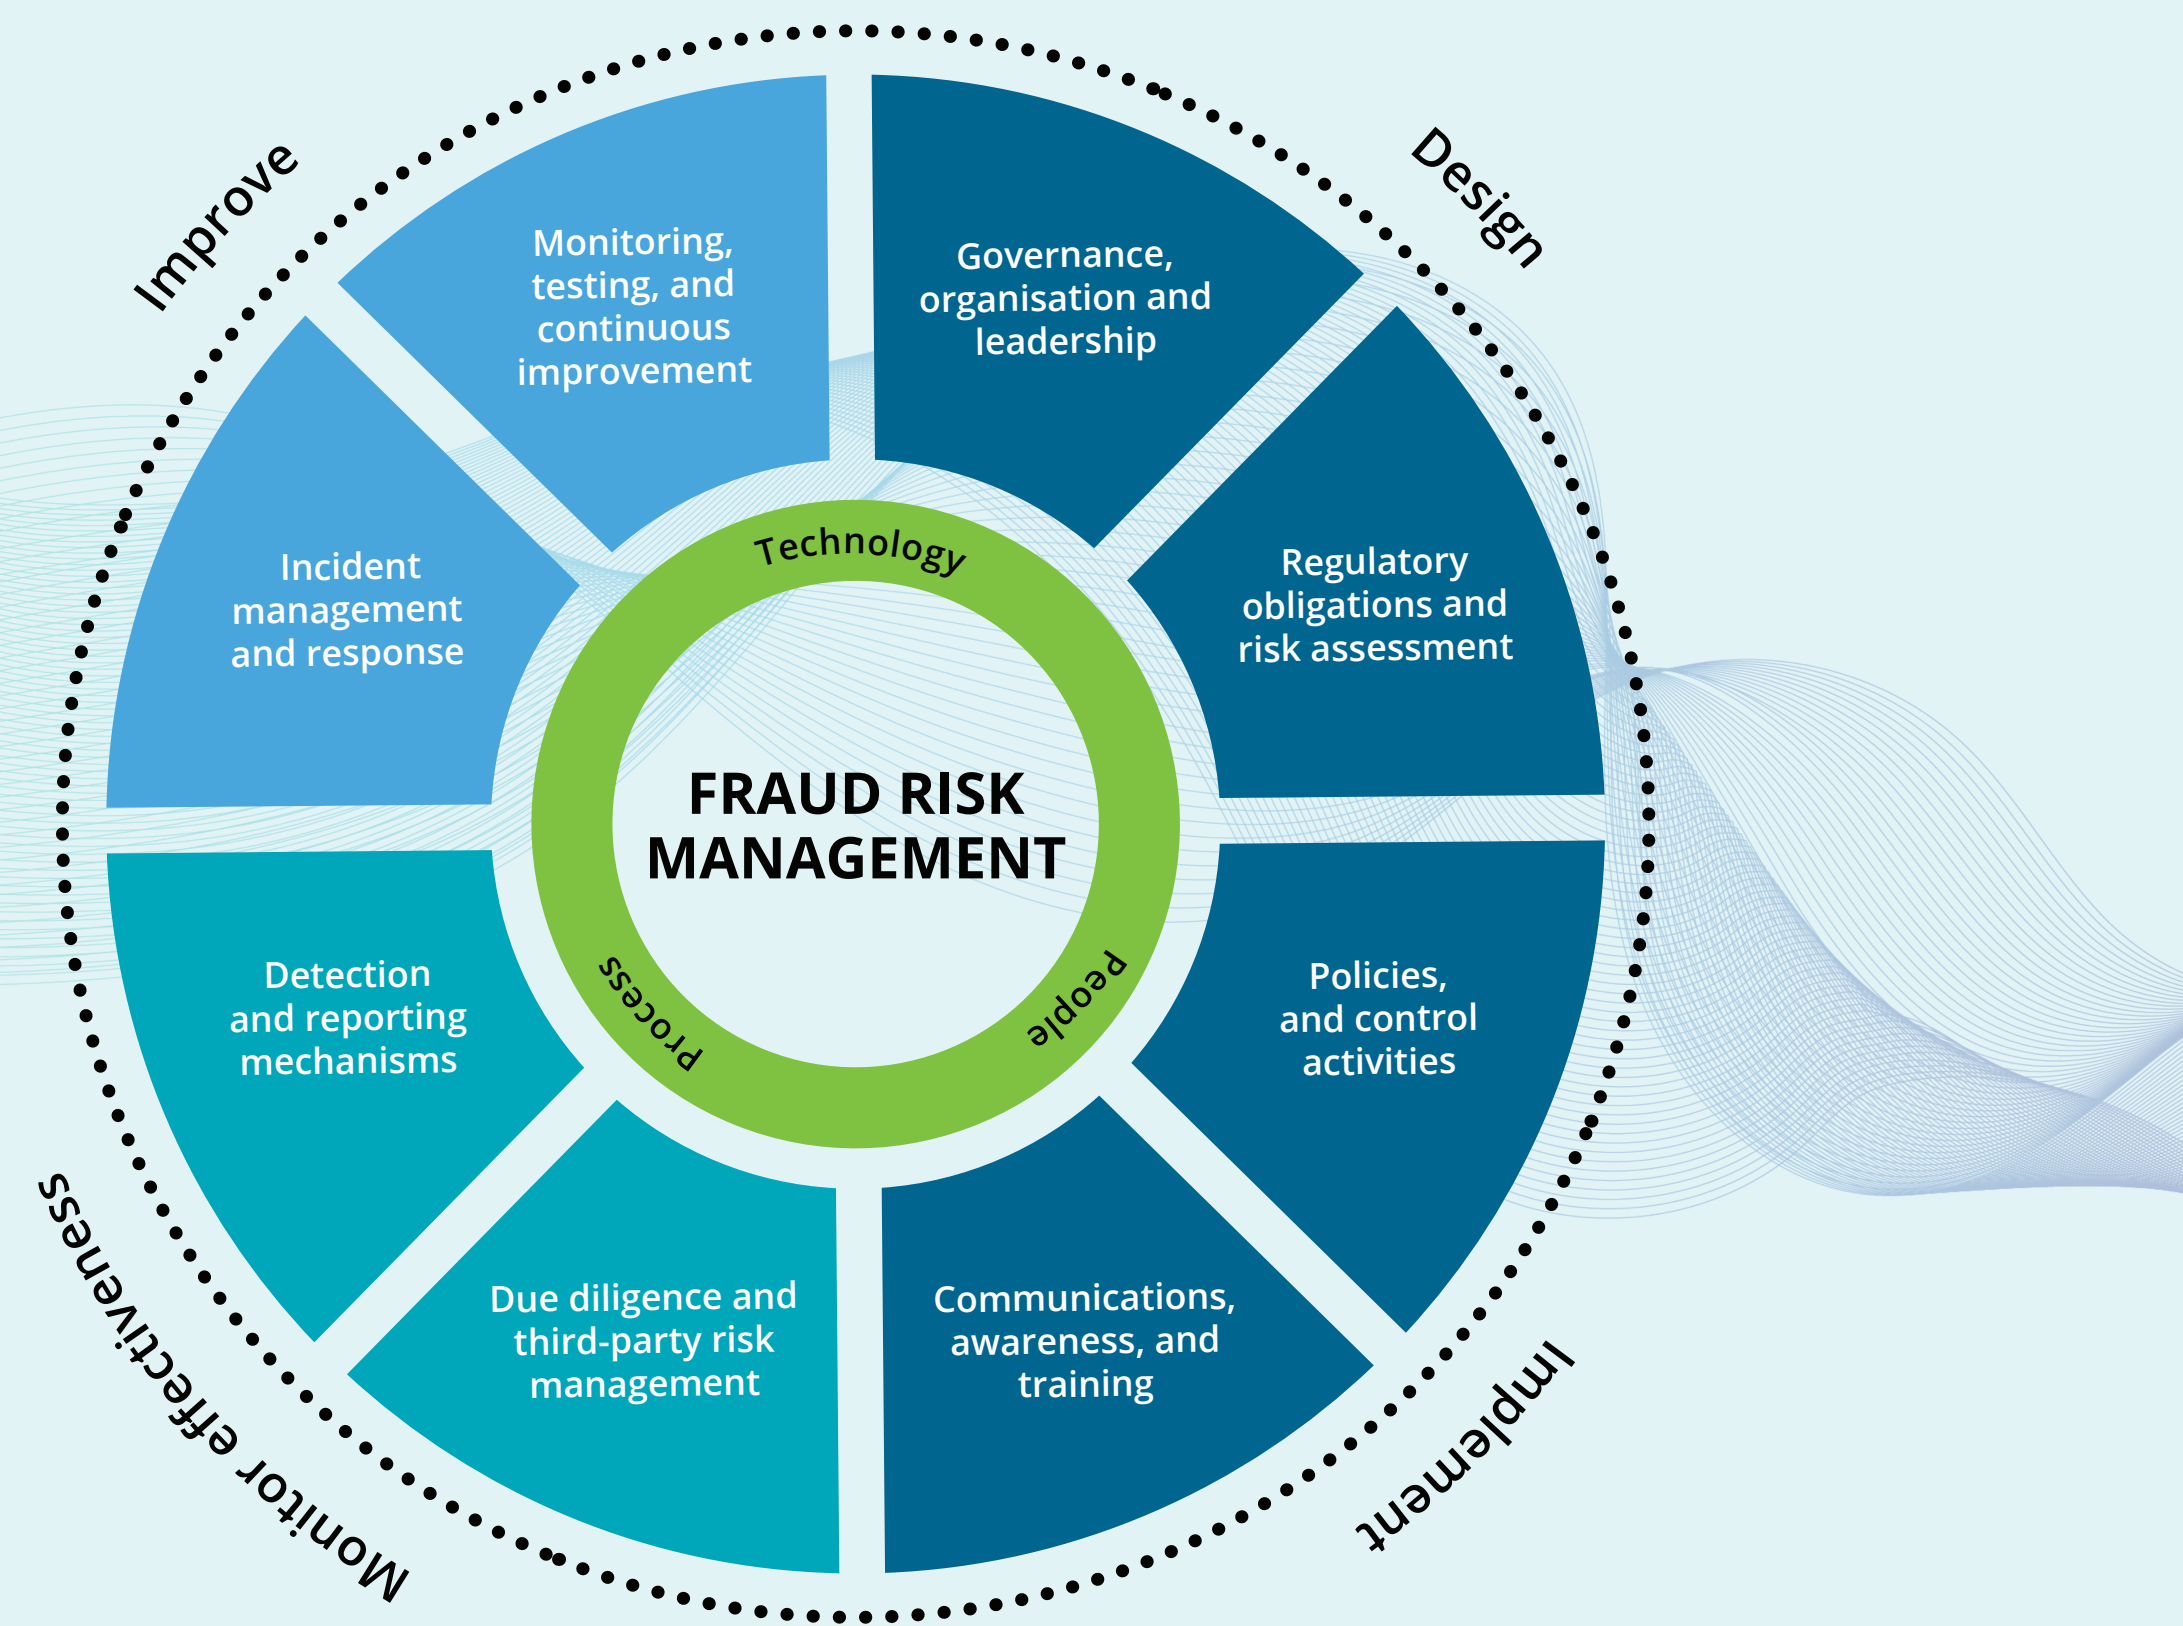 Improve
Design
Monitoring,
testing, and
continuous
improvement
Governance,
organisation and
leadership
Incident
management
and response
Regulatory
obligations and
risk assessment
Technology
FRAUD RISK
MANAGEMENT
Process
People
Detection
and reporting
mechanisms
Policies,
and control
activities
Due diligence and
third-party risk
management
Communications,
awareness, and
training
Monitor effectiveness
Implement